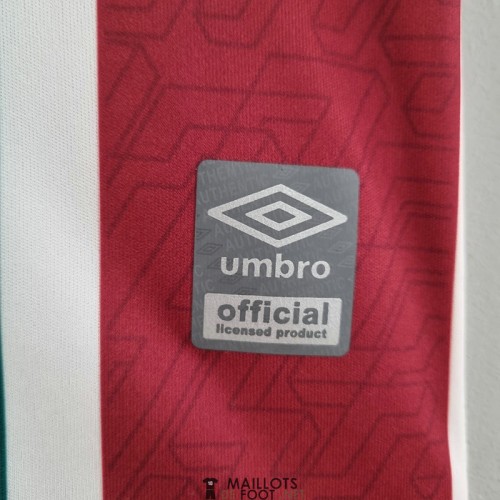 umbro
official
licensed product
MAILLOTS
FOOT